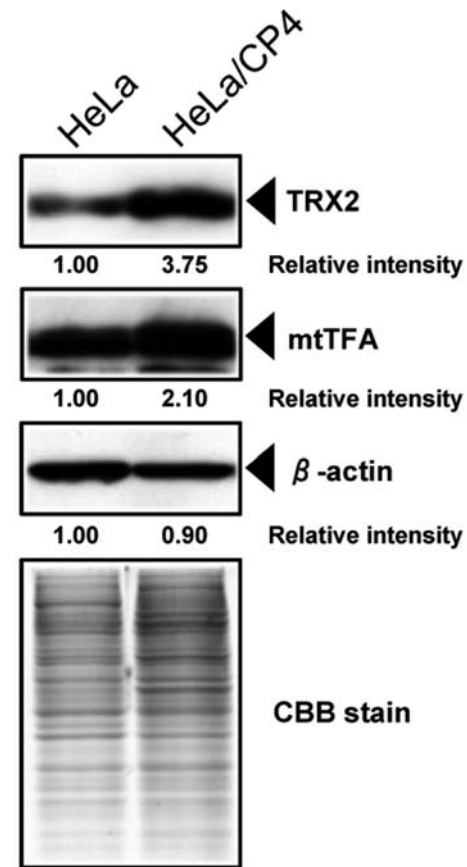 HeLa HeLa/CP4
TRX2
1.00 3.75 Relative intensity
mtTFA
1.00 2.10 Relative intensity
β-actin
1.00 0.90 Relative intensity
CBB stain